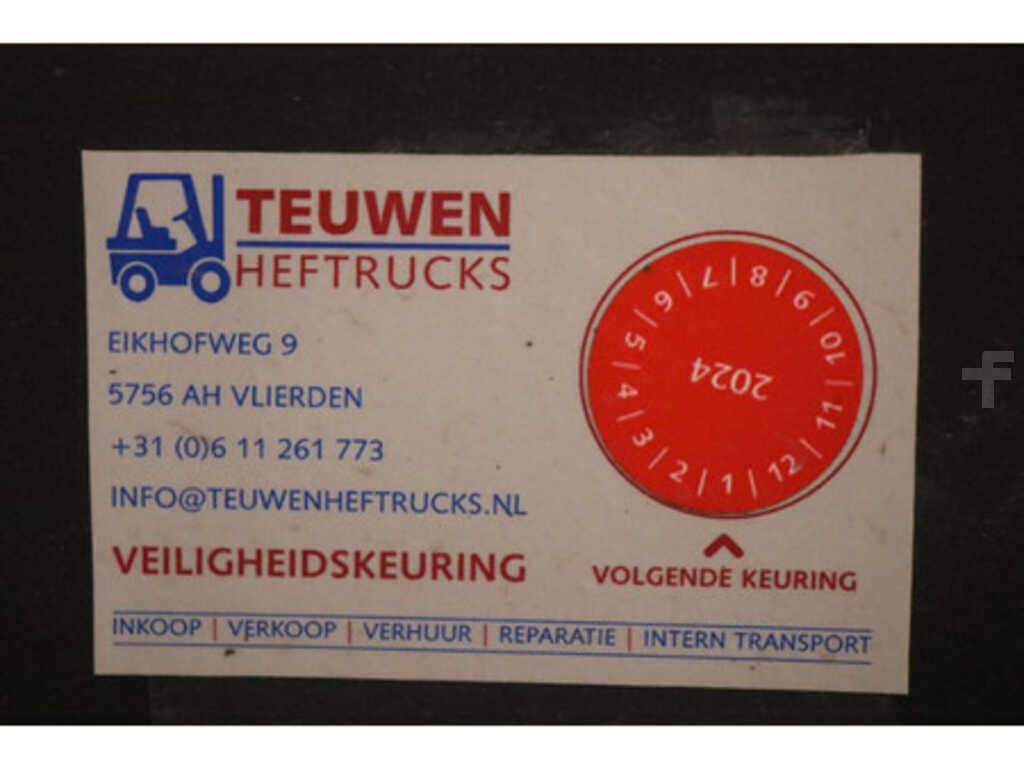 TEUWEN
HEFTRUCKS
EIKHOFWEG 9
5756 AH VLIERDEN
+31 (0)6 11 261 773
INFO@TEUWENHEFTRUCKS.NL
VEILIGHEIDSKEURING
1 | 2 | 3 | 4 | 5 | 6 | 7 | 8 | 9 | 10 | 11 | 12 |
2024
VOLGENDE KEURING
INKOOP | VERKOOP | VERHUUR | REPARATIE | INTERN TRANSPORT
f